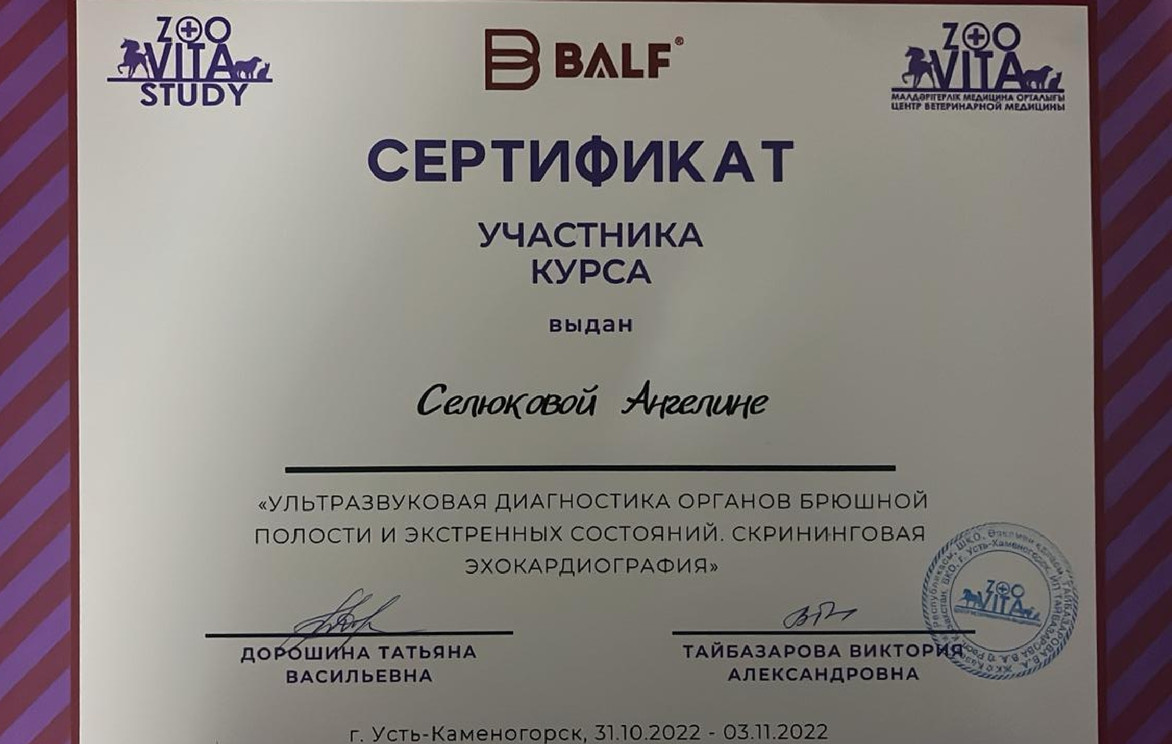 ZOO
VITA
STUDY
BALF®
ZOO
VITA
МАЛДӘРІГЕРЛІК МЕДИЦИНА ОРТАЛЫҒЫ
ЦЕНТР ВЕТЕРИНАРНОЙ МЕДИЦИНЫ
СЕРТИФИКАТ
УЧАСТНИКА
КУРСА
выдан
Селюковой Ангелине
«УЛЬТРАЗВУКОВАЯ ДИАГНОСТИКА ОРГАНОВ БРЮШНОЙ
ПОЛОСТИ И ЭКСТРЕННЫХ СОСТОЯНИЙ. СКРИНИНГОВАЯ
ЭХОКАРДИОГРАФИЯ»
ДОРОШИНА ТАТЬЯНА
ВАСИЛЬЕВНА
ТАЙБАЗАРОВА ВИКТОРИЯ
АЛЕКСАНДРОВНА
ZOO
VITA
г. Усть-Каменогорск, 31.10.2022 - 03.11.2022